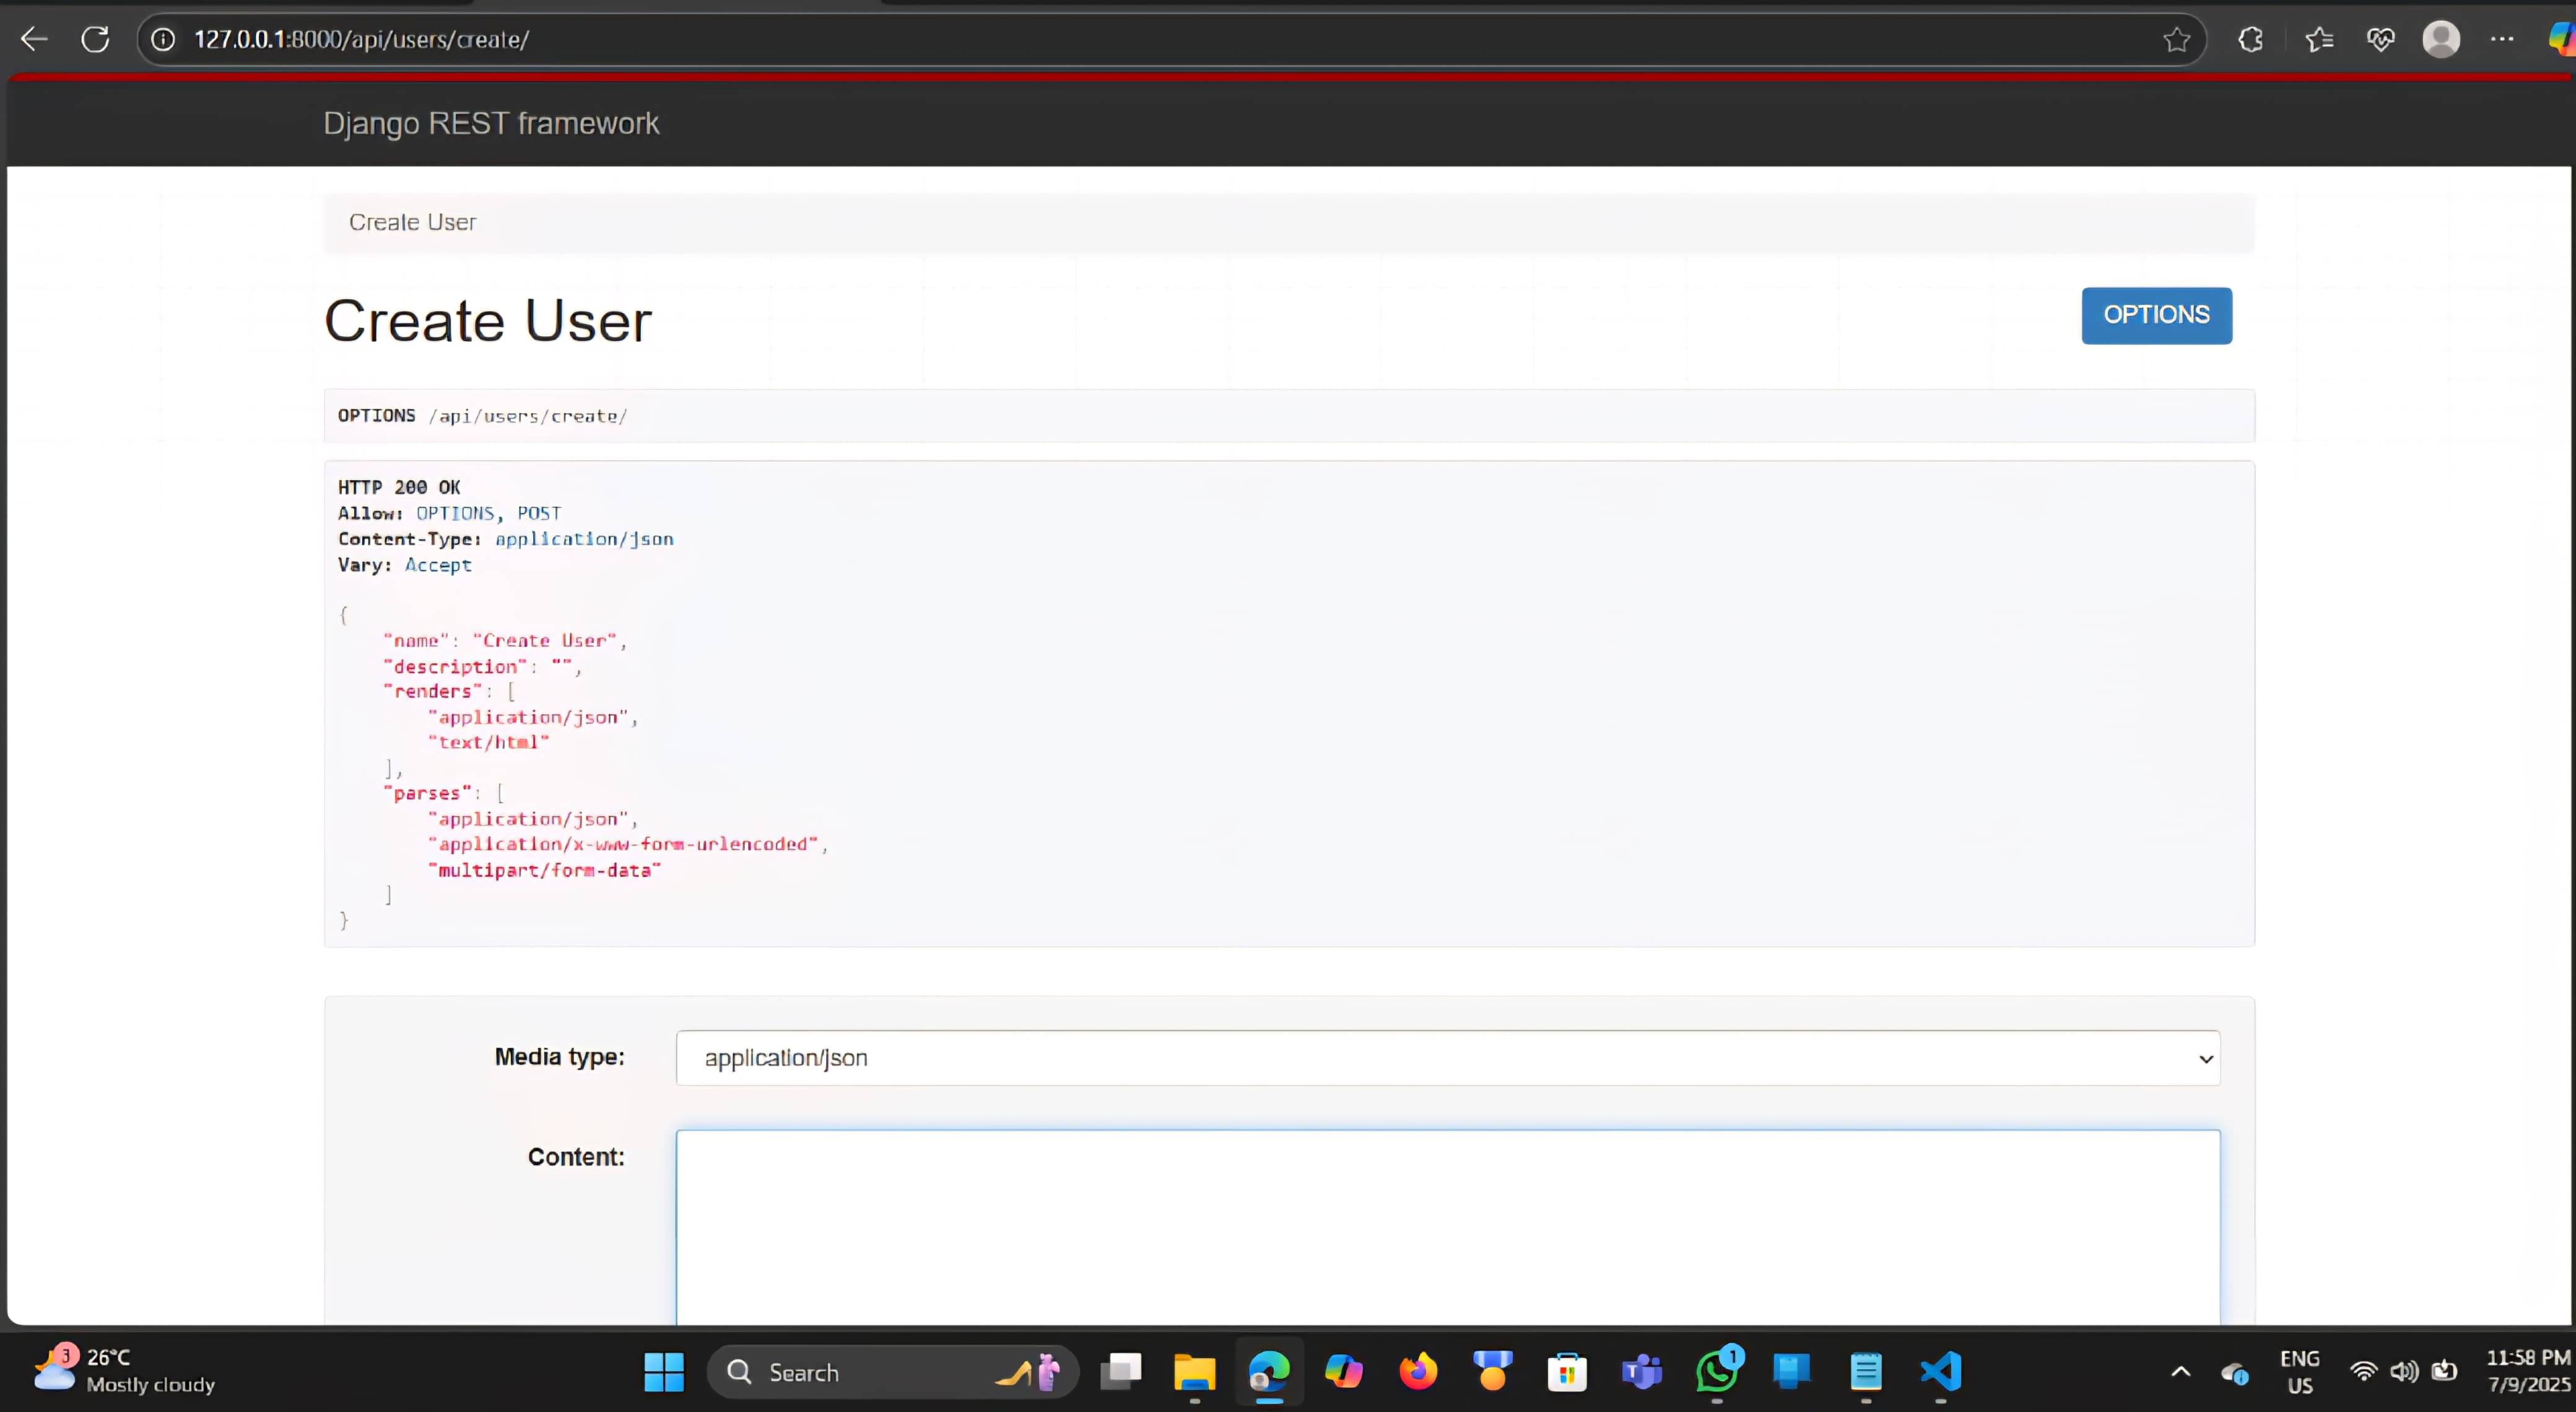 127.0.0.1:8000/api/users/create/
Django REST framework
Create User
Create User
OPTIONS
OPTIONS /api/users/create/
HTTP 200 OK
Allow: OPTIONS, POST
Content-Type: application/json
Vary: Accept
{
"name": "Create User",
"description": "",
"renders": [
"application/json",
"text/html"
],
"parses": [
"application/json",
"application/x-www-form-urlencoded",
"multipart/form-data"
]
}
Media type:
application/json
Content:
3
26°C
Mostly cloudy
Search
T
1
ENG
US
11:58 PM
7/9/2025